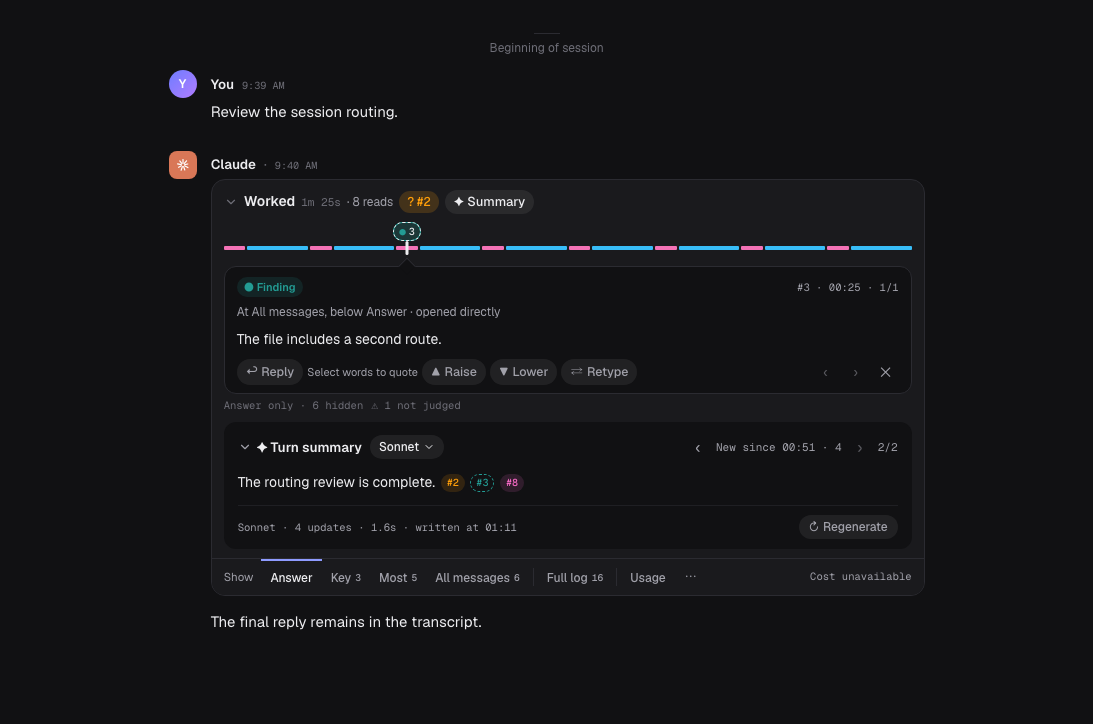 Beginning of session
Y You 9:39 AM
Review the session routing.
Claude · 9:40 AM
Worked 1m 25s · 8 reads ? #2 ✦ Summary
3
Finding #3 · 00:25 · 1/1
At All messages, below Answer · opened directly
The file includes a second route.
↩ Reply Select words to quote ▲ Raise ▼ Lower ⇄ Retype ‹ › ×
Answer only · 6 hidden ⚠ 1 not judged
✦ Turn summary Sonnet ‹ New since 00:51 · 4 › 2/2
The routing review is complete. #2 #3 #8
Sonnet · 4 updates · 1.6s · written at 01:11 ↻ Regenerate
Show Answer Key 3 Most 5 All messages 6 Full log 16 Usage ··· Cost unavailable
The final reply remains in the transcript.